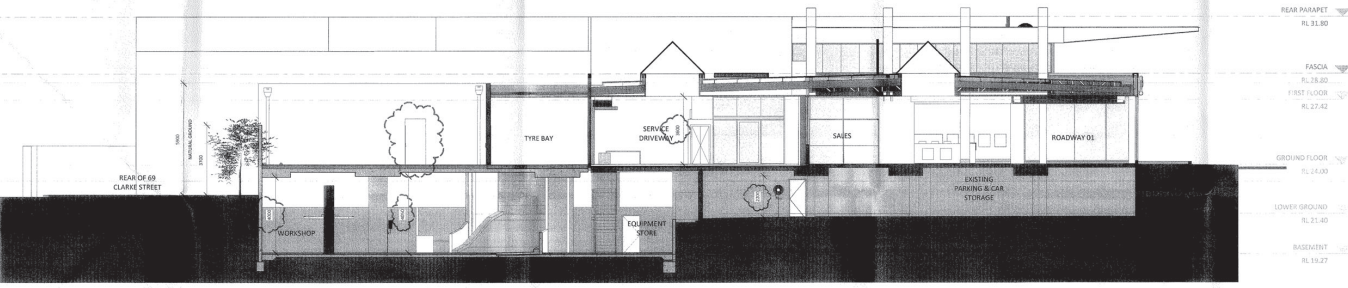 REAR PARAPET
RL 31.80
FASCIA
RL 28.80
FIRST FLOOR
RL 27.42
GROUND FLOOR
RL 24.00
LOWER GROUND
RL 21.40
BASEMENT
RL 19.27
NATURAL GROUND
3700
REAR OF 69
CLARKE STREET
TYRE BAY
SERVICE
DRIVEWAY
3600
SALES
ROADWAY 01
WORKSHOP
EQUIPMENT
STORE
EXISTING
PARKING & CAR
STORAGE